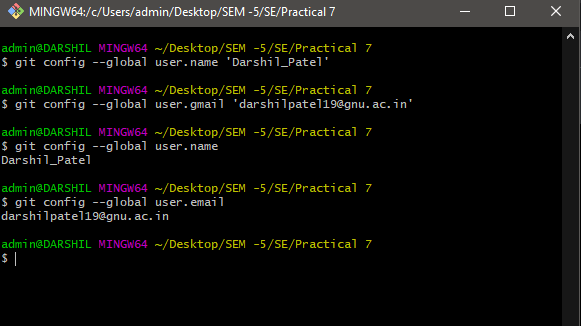 MINGW64:/c/Users/admin/Desktop/SEM -5/SE/Practical 7
admin@DARSHIL MINGW64 ~/Desktop/SEM -5/SE/Practical 7
$ git config --global user.name 'Darshil_Patel'
admin@DARSHIL MINGW64 ~/Desktop/SEM -5/SE/Practical 7
$ git config --global user.gmail 'darshilpatel19@gnu.ac.in'
admin@DARSHIL MINGW64 ~/Desktop/SEM -5/SE/Practical 7
$ git config --global user.name
Darshil_Patel
admin@DARSHIL MINGW64 ~/Desktop/SEM -5/SE/Practical 7
$ git config --global user.email
darshilpatel19@gnu.ac.in
admin@DARSHIL MINGW64 ~/Desktop/SEM -5/SE/Practical 7
$